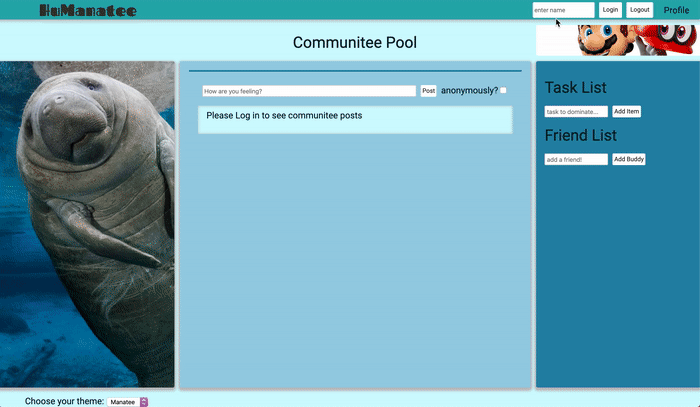 HuManatee
enter name Login Logout Profile
Communitee Pool
How are you feeling? Post anonymously?
Please Log in to see communitee posts
Task List
task to dominate... Add Item
Friend List
add a friend! Add Buddy
Choose your theme: Manatee